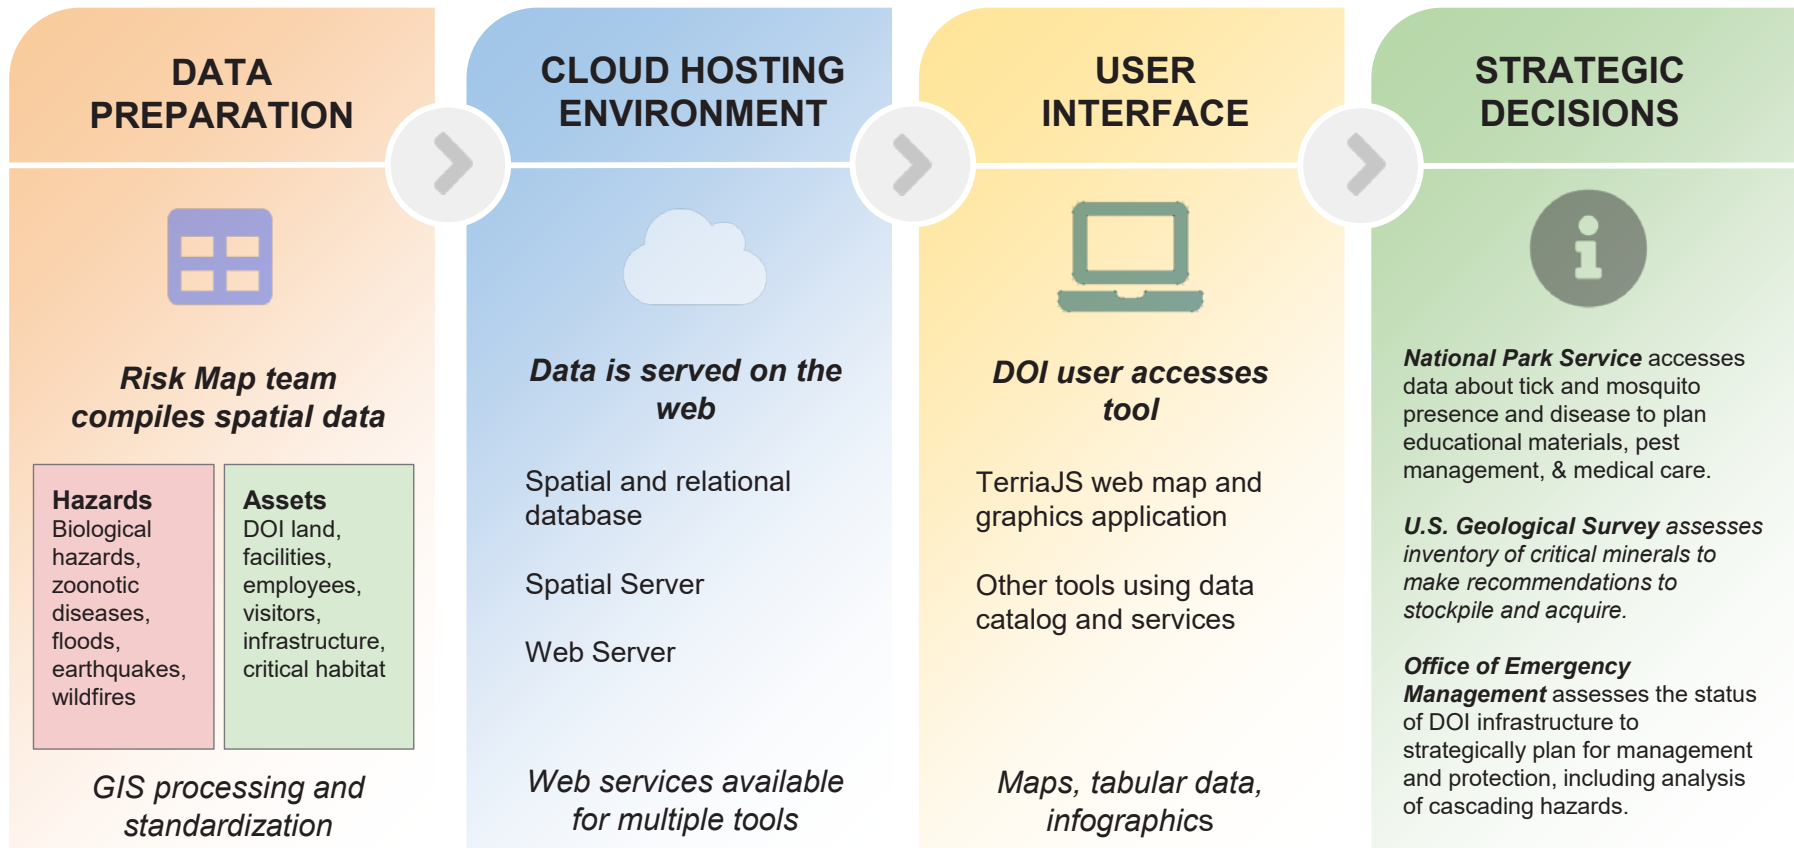 DATA
PREPARATION
Risk Map team
compiles spatial data
Hazards
Biological
hazards,
zoonotic
diseases,
floods,
earthquakes,
wildfires
Assets
DOI land,
facilities,
employees,
visitors,
infrastructure,
critical habitat
GIS processing and
standardization
CLOUD HOSTING
ENVIRONMENT
Data is served on the
web
Spatial and relational
database
Spatial Server
Web Server
Web services available
for multiple tools
USER
INTERFACE
DOI user accesses
tool
TerriaJS web map and
graphics application
Other tools using data
catalog and services
Maps, tabular data,
infographics
STRATEGIC
DECISIONS
National Park Service accesses
data about tick and mosquito
presence and disease to plan
educational materials, pest
management, & medical care.
U.S. Geological Survey assesses
inventory of critical minerals to
make recommendations to
stockpile and acquire.
Office of Emergency
Management assesses the status
of DOI infrastructure to
strategically plan for management
and protection, including analysis
of cascading hazards.